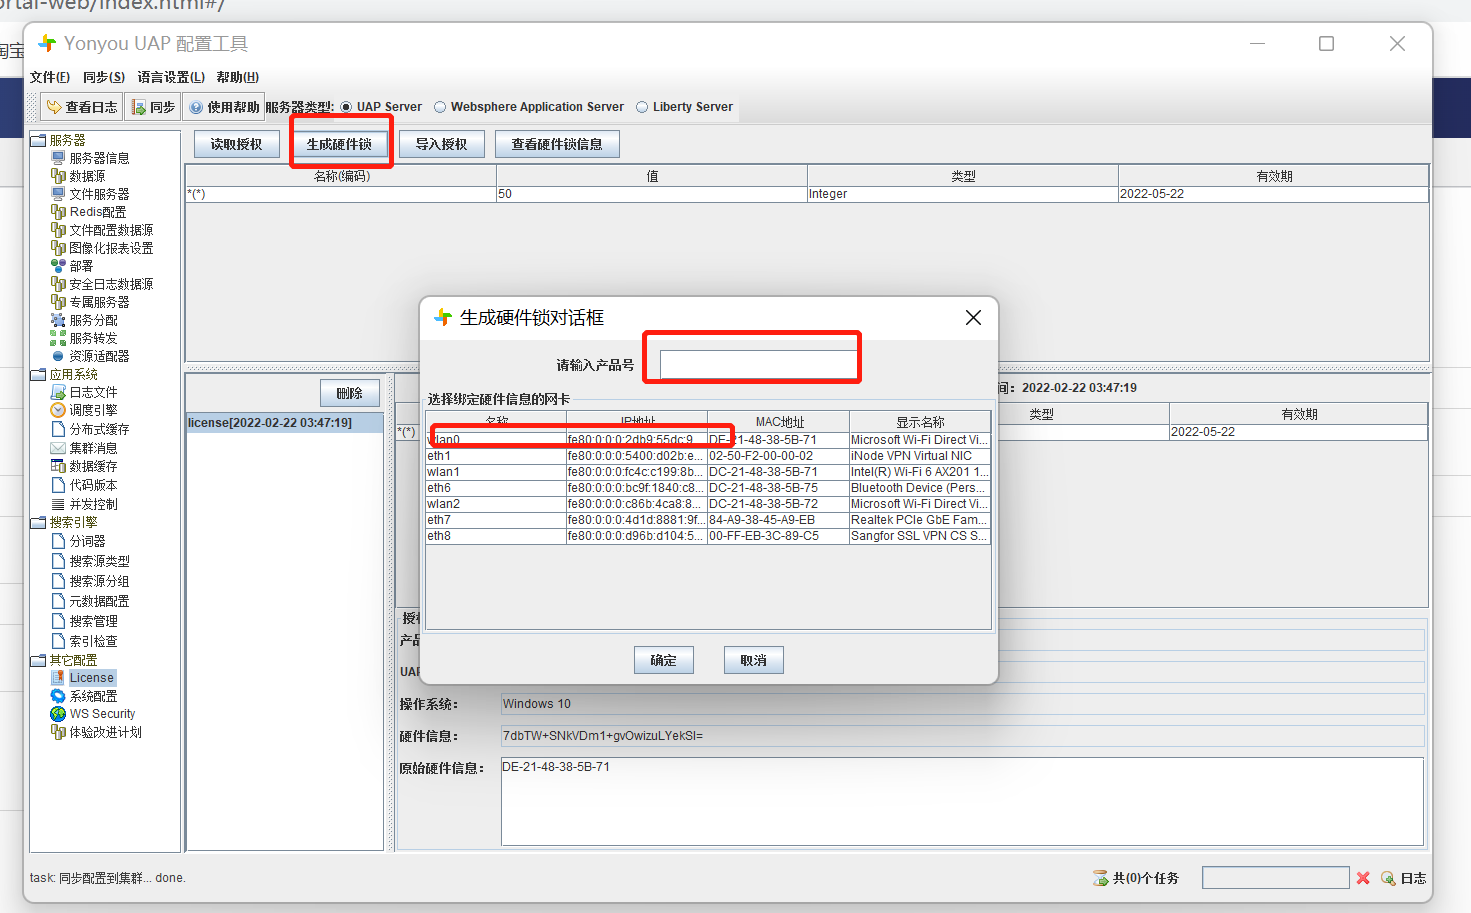 ortal-web/index.html#/
淘宝
Yonyou UAP 配置工具
文件(F) 同步(S) 语言设置(L) 帮助(H)
查看日志 同步 使用帮助 服务器类型: UAP Server Websphere Application Server Liberty Server
服务器
服务器信息
数据源
文件服务器
Redis配置
文件配置数据源
图像化报表设置
部署
安全日志数据源
专属服务器
服务分配
服务转发
资源适配器
应用系统
日志文件
调度引擎
分布式缓存
集群消息
数据缓存
代码版本
并发控制
搜索引擎
分词器
搜索源类型
搜索源分组
元数据配置
搜索管理
索引检查
其它配置
License
系统配置
WS Security
体验改进计划
读取授权 生成硬件锁 导入授权 查看硬件锁信息
名称(编码) 值 类型 有效期
*(*) 50 Integer 2022-05-22
删除
license[2022-02-22 03:47:19]
间: 2022-02-22 03:47:19
类型 有效期
*(*) 2022-05-22
生成硬件锁对话框
请输入产品号
选择绑定硬件信息的网卡
名称 IP地址 MAC地址 显示名称
wlan0 fe80:0:0:0:2db9:55dc:9... DE-21-48-38-5B-71 Microsoft Wi-Fi Direct Vi...
eth1 fe80:0:0:0:5400:d02b:e... 02-50-F2-00-00-02 iNode VPN Virtual NIC
wlan1 fe80:0:0:0:fc4c:c199:8b... DC-21-48-38-5B-71 Intel(R) Wi-Fi 6 AX201 1...
eth6 fe80:0:0:0:bc9f:1840:c8... DC-21-48-38-5B-75 Bluetooth Device (Pers...
wlan2 fe80:0:0:0:c86b:4ca8:8... DC-21-48-38-5B-72 Microsoft Wi-Fi Direct Vi...
eth7 fe80:0:0:0:4d1d:8881:9f... 84-A9-38-45-A9-EB Realtek PCIe GbE Fam...
eth8 fe80:0:0:0:d96b:d104:5... 00-FF-EB-3C-89-C5 Sangfor SSL VPN CS S...
确定 取消
授权
产品
UAP
操作系统: Windows 10
硬件信息: 7dbTW+SNkVDm1+gvOwizuLYekSI=
原始硬件信息: DE-21-48-38-5B-71
task: 同步配置到集群... done.
共(0)个任务 日志